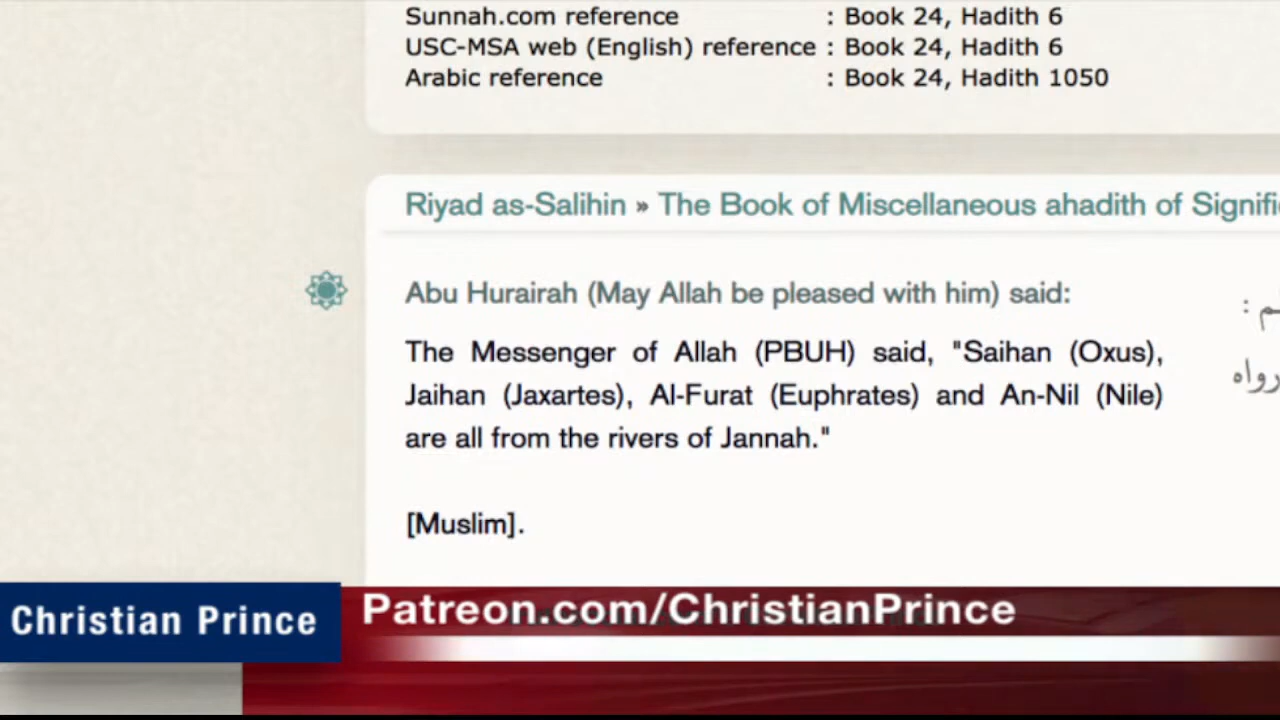 Sunnah.com reference : Book 24, Hadith 6
USC-MSA web (English) reference : Book 24, Hadith 6
Arabic reference : Book 24, Hadith 1050
Riyad as-Salihin » The Book of Miscellaneous ahadith of Signifi
Abu Hurairah (May Allah be pleased with him) said:
The Messenger of Allah (PBUH) said, "Saihan (Oxus),
Jaihan (Jaxartes), Al-Furat (Euphrates) and An-Nil (Nile)
are all from the rivers of Jannah."
[Muslim].
رواه
Christian Prince
Patreon.com/ChristianPrince